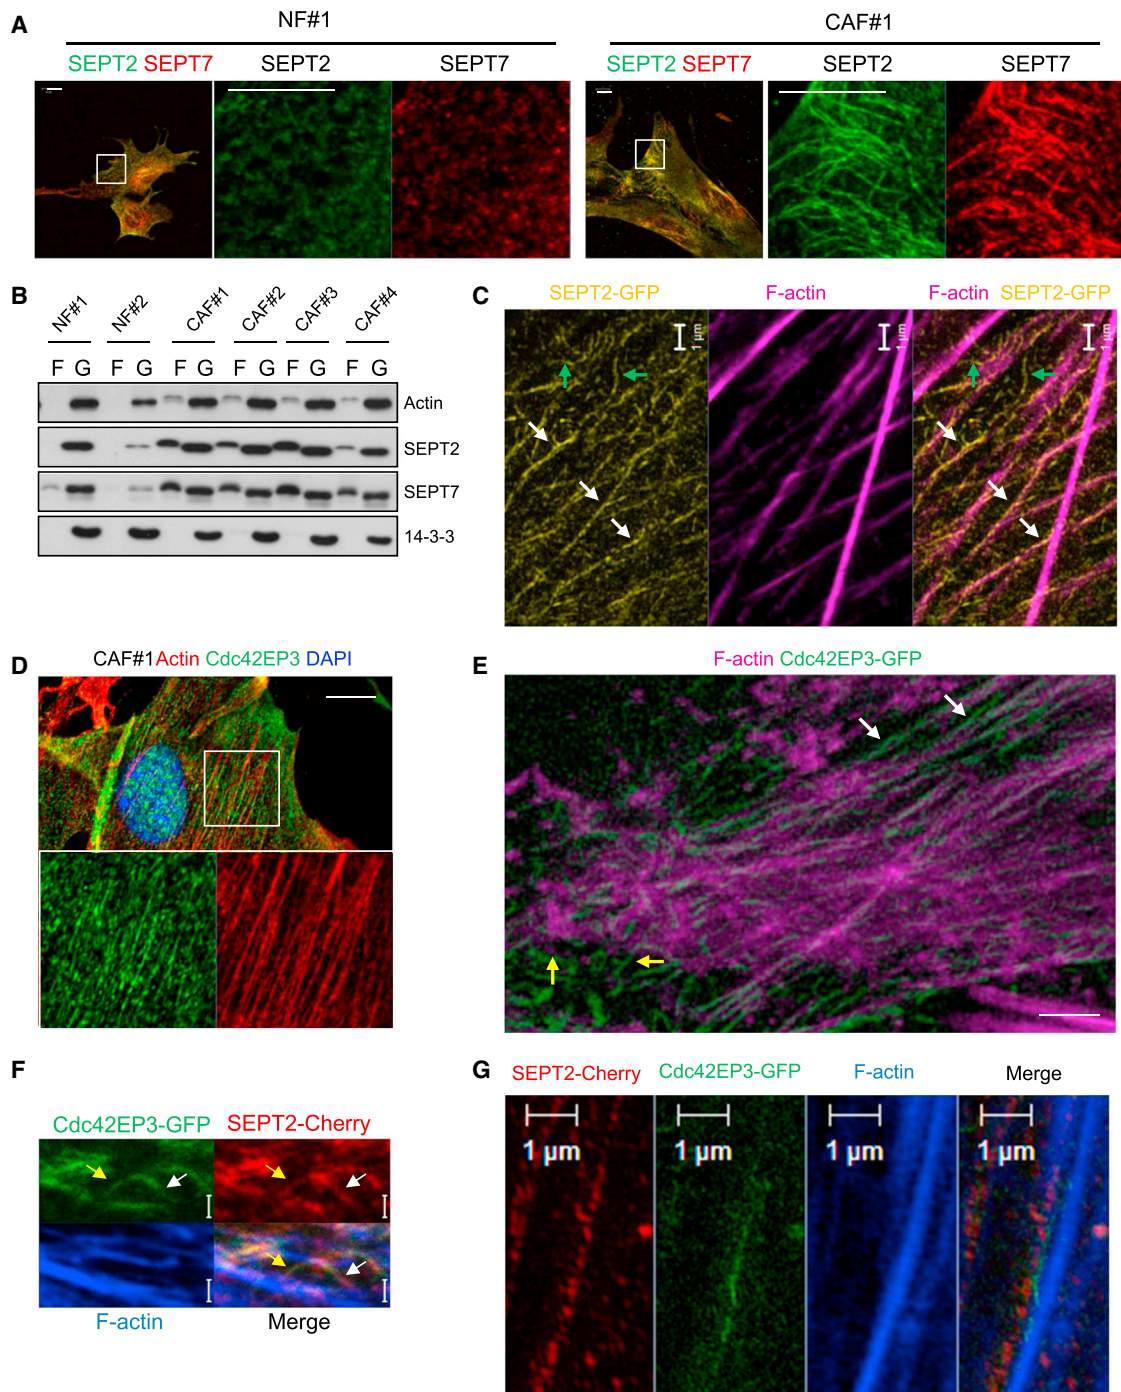 A
NF#1
CAF#1
SEPT2 SEPT7
SEPT2
SEPT7
SEPT2 SEPT7
SEPT2
SEPT7
B
NF#1
NF#2
CAF#1
CAF#2
CAF#3
CAF#4
F G F G F G F G F G F G
Actin
SEPT2
SEPT7
14-3-3
C
SEPT2-GFP
F-actin
F-actin SEPT2-GFP
1 µm
1 µm
1 µm
D
CAF#1Actin Cdc42EP3 DAPI
E
F-actin Cdc42EP3-GFP
F
Cdc42EP3-GFP
SEPT2-Cherry
F-actin
Merge
G
SEPT2-Cherry
Cdc42EP3-GFP
F-actin
Merge
1 µm
1 µm
1 µm
1 µm